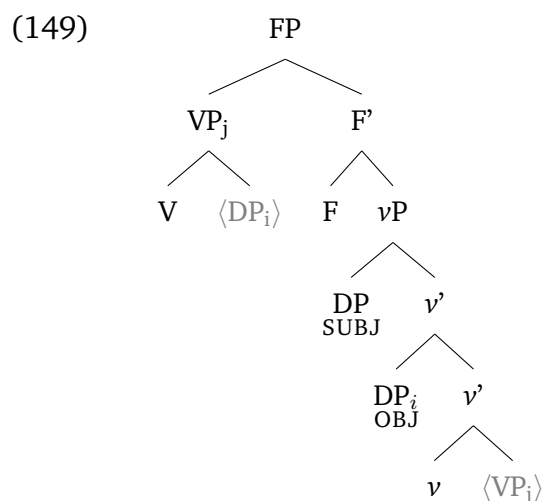 (149) FP
VPⱼ F'
V ⟨DPᵢ⟩ F vP
DP v'
SUBJ
DPᵢ v'
OBJ
v ⟨VPⱼ⟩